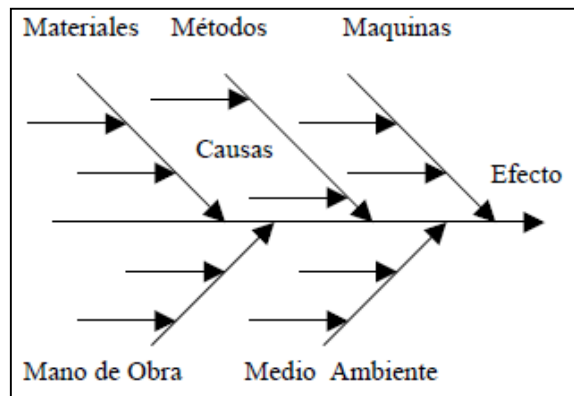 Materiales Métodos Maquinas
Causas
Efecto
Mano de Obra Medio Ambiente